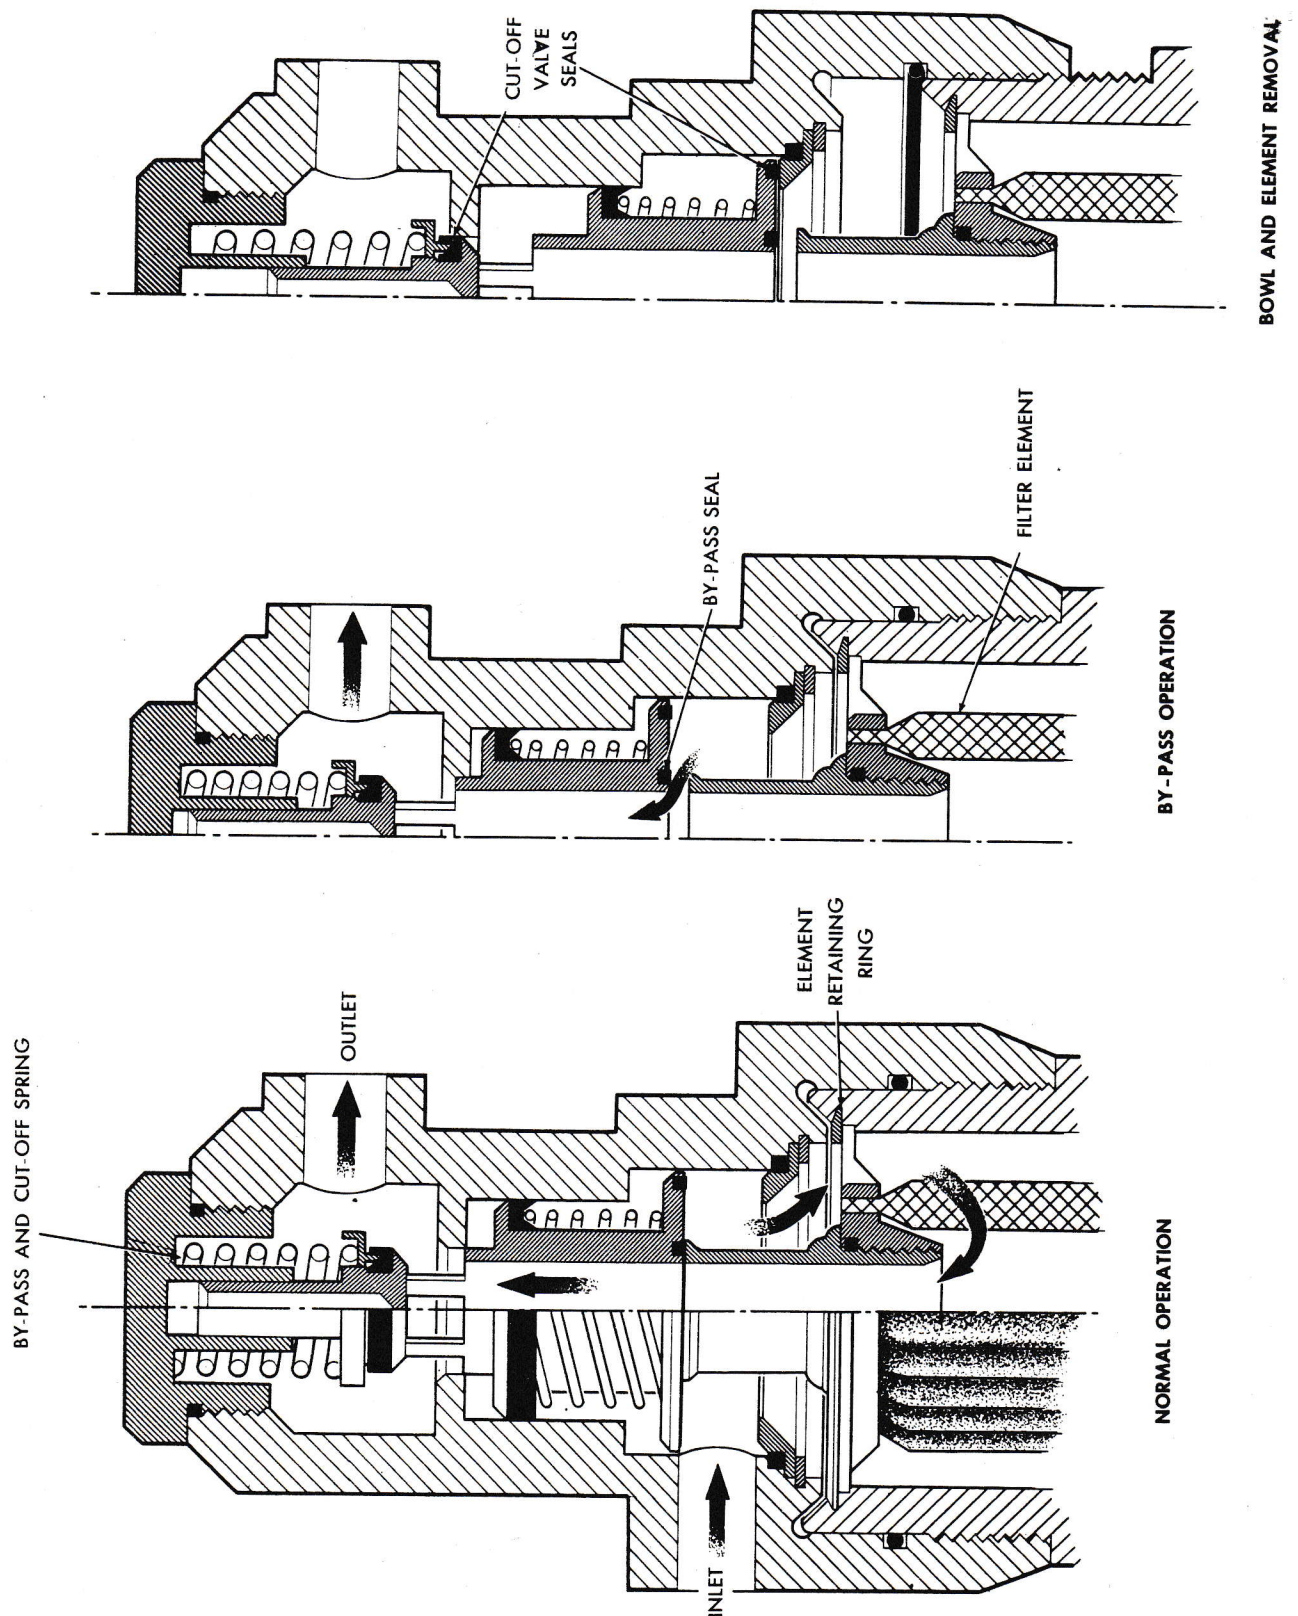 BY-PASS AND CUT-OFF SPRING
OUTLET
INLET
ELEMENT
RETAINING
RING
NORMAL OPERATION
BY-PASS SEAL
FILTER ELEMENT
BY-PASS OPERATION
CUT-OFF
VALVE
SEALS
BOWL AND ELEMENT REMOVAL